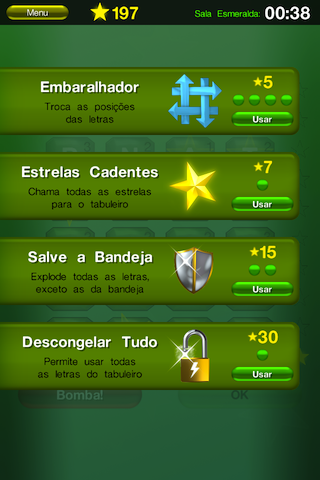 Menu
197
Sala Esmeralda: 00:38
Embaralhador
Troca as posições
das letras
5
Usar
Estrelas Cadentes
Chama todas as estrelas
para o tabuleiro
7
Usar
Salve a Bandeja
Explode todas as letras,
exceto as da bandeja
15
Usar
Descongelar Tudo
Permite usar todas
as letras do tabuleiro
30
Usar
Bomba!
OK